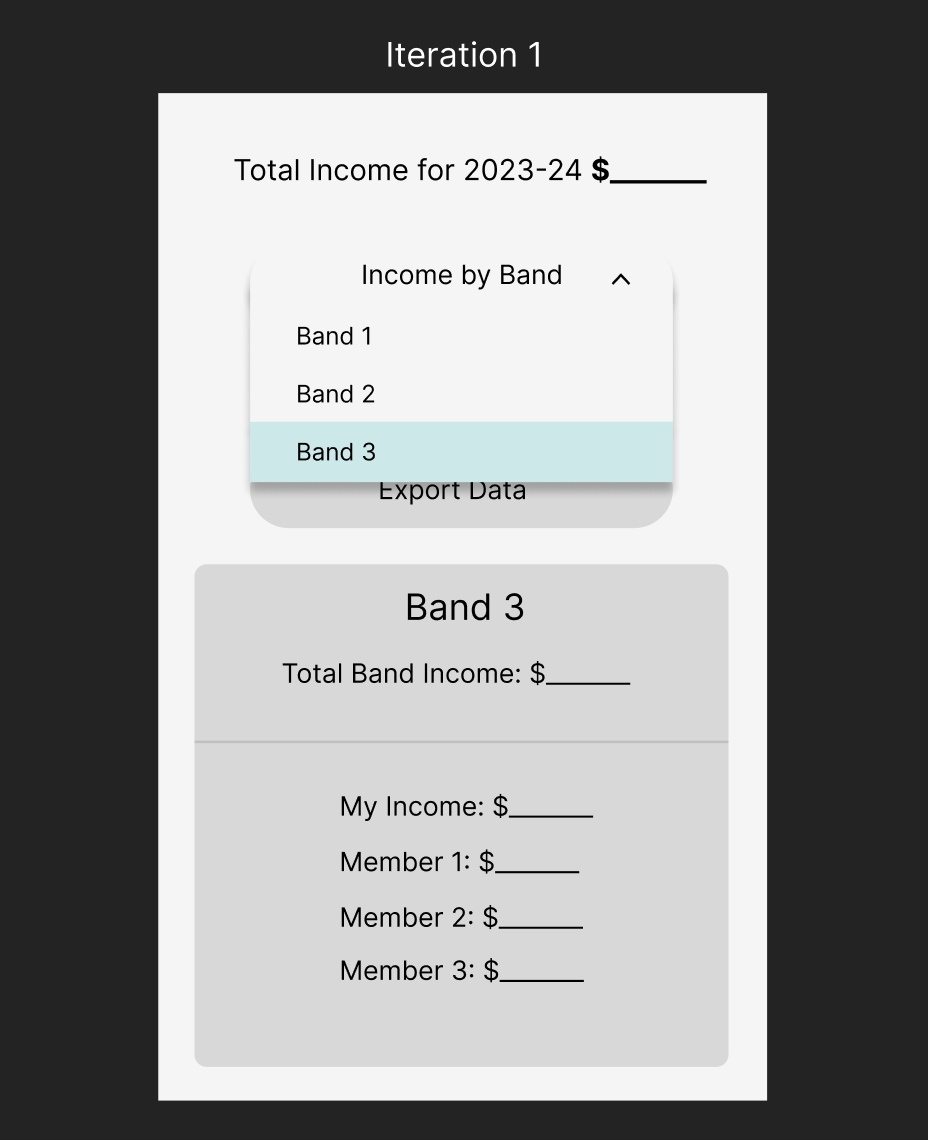 Iteration 1
Total Income for 2023-24 $______
Income by Band
Band 1
Band 2
Band 3
Export Data
Band 3
Total Band Income: $______
My Income: $______
Member 1: $______
Member 2: $______
Member 3: $______